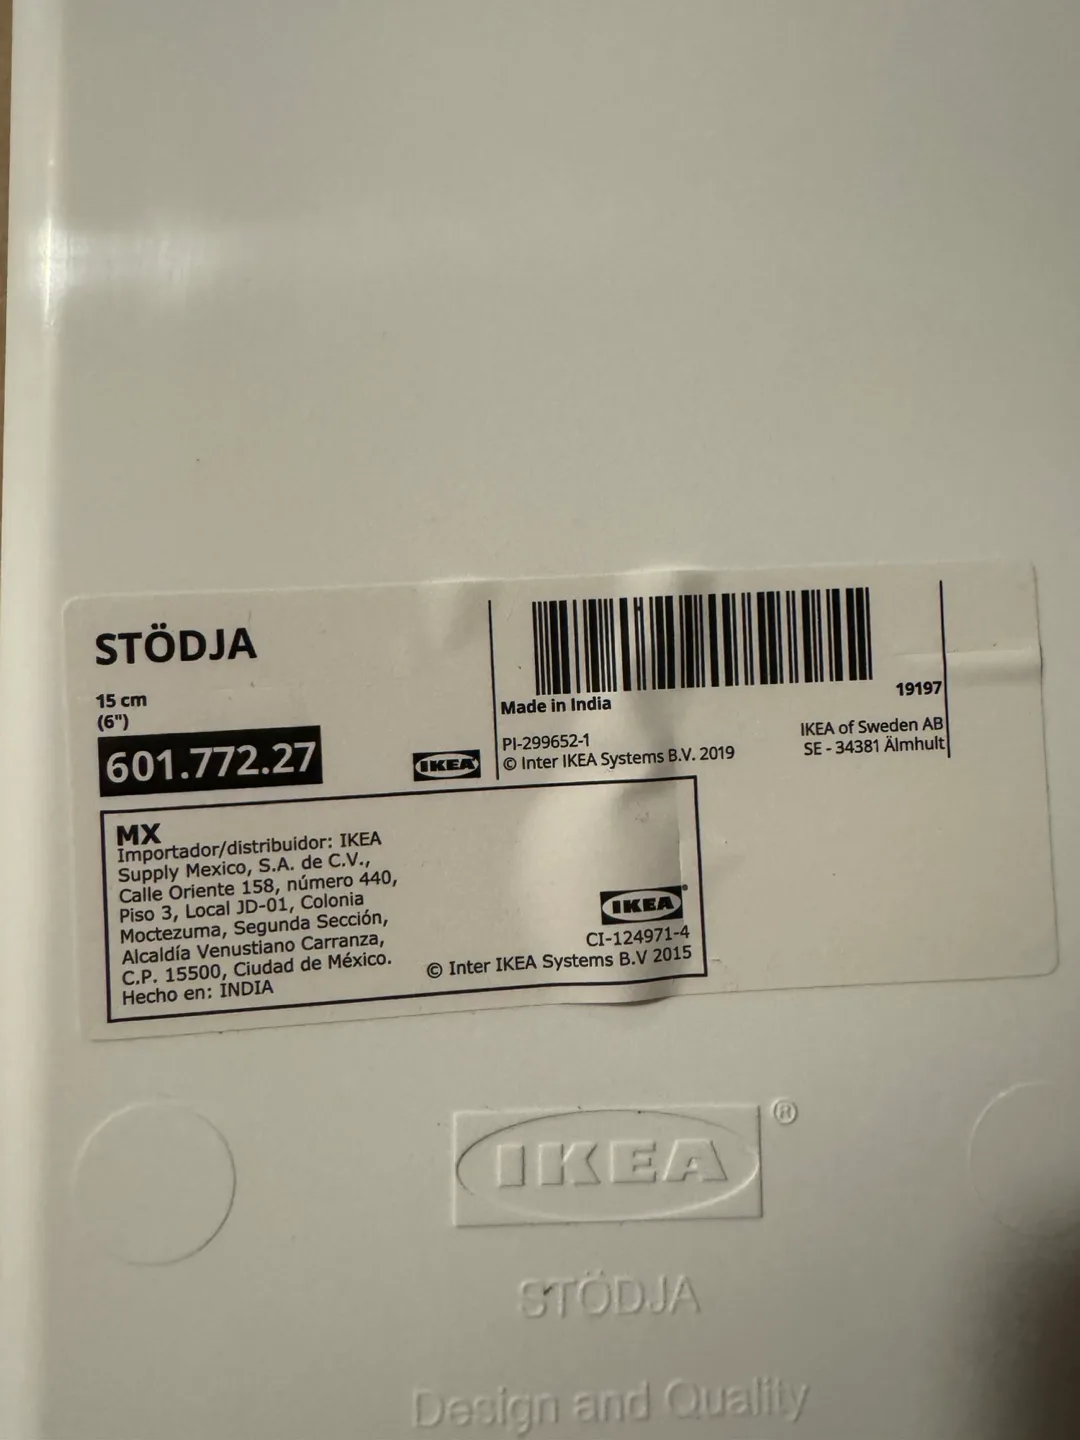 STÖDJA
15 cm
(6")
601.772.27
IKEA
Made in India
19197
PI-299652-1
© Inter IKEA Systems B.V. 2019
IKEA of Sweden AB
SE - 34381 Älmhult
MX
Importador/distribuidor: IKEA
Supply Mexico, S.A. de C.V.,
Calle Oriente 158, número 440,
Piso 3, Local JD-01, Colonia
Moctezuma, Segunda Sección,
Alcaldía Venustiano Carranza,
C.P. 15500, Ciudad de México.
Hecho en: INDIA
IKEA®
CI-124971-4
© Inter IKEA Systems B.V 2015
IKEA®
STÖDJA
Design and Quality